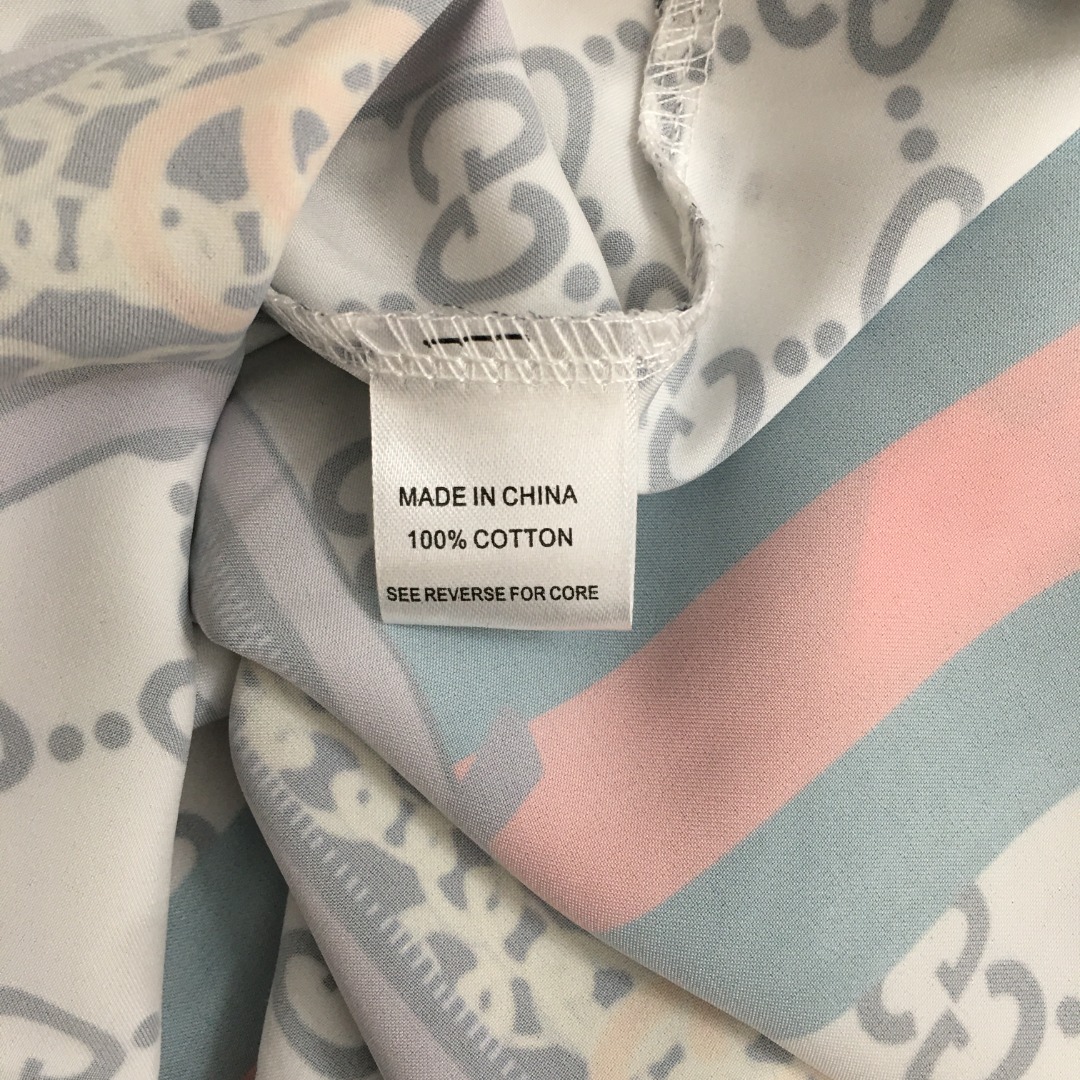 MADE IN CHINA
100% COTTON
SEE REVERSE FOR CORE